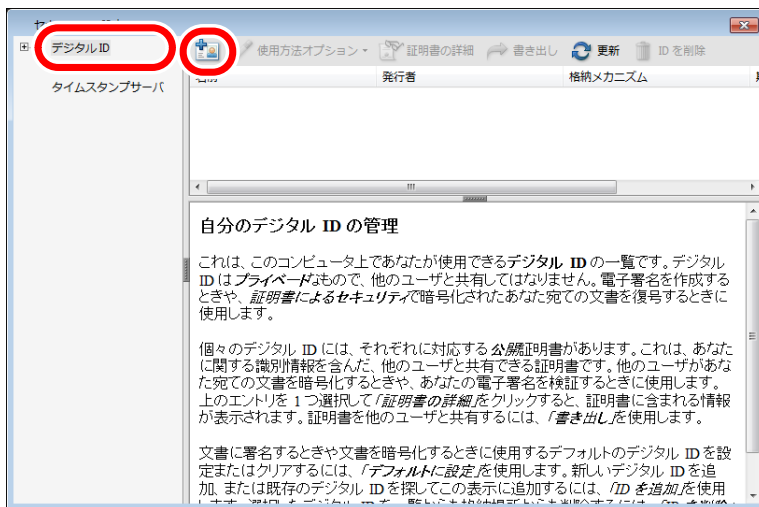 デジタル ID
使用方法オプション
証明書の詳細
書き出し
更新
ID を削除
タイムスタンプサーバ
発行者
格納メカニズム
自分のデジタル ID の管理
これは、このコンピュータ上であなたが使用できるデジタル ID の一覧です。デジタル
ID はプライベートなもので、他のユーザと共有してはなりません。電子署名を作成する
ときや、証明書によるセキュリティで暗号化されたあなた宛ての文書を復号するときに
使用します。
個々のデジタル ID には、それぞれに対応する公開証明書があります。これは、あなた
に関する識別情報を含んだ、他のユーザと共有できる証明書です。他のユーザがあな
た宛ての文書を暗号化するときや、あなたの電子署名を検証するときに使用します。
上のエントリを 1 つ選択して「証明書の詳細」をクリックすると、証明書に含まれる情報
が表示されます。証明書を他のユーザと共有するには、「書き出し」を使用します。
文書に署名するときや文書を暗号化するときに使用するデフォルトのデジタル ID を設
定またはクリアするには、「デフォルトに設定」を使用します。新しいデジタル ID を追
加、または既存のデジタル ID を探してこの表示に追加するには、「ID を追加」を使用